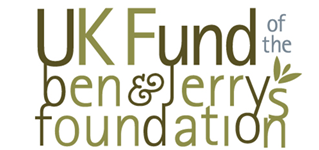 UK Fund of the
ben & jerry's
foundation